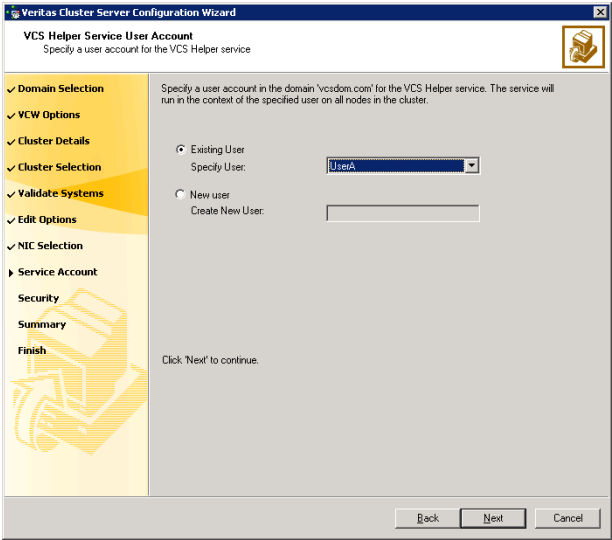 Veritas Cluster Server Configuration Wizard
VCS Helper Service User Account
Specify a user account for the VCS Helper service
Domain Selection
VCW Options
Cluster Details
Cluster Selection
Validate Systems
Edit Options
NIC Selection
Service Account
Security
Summary
Finish
Specify a user account in the domain 'vcsdom.com' for the VCS Helper service. The service will
run in the context of the specified user on all nodes in the cluster.
Existing User
Specify User:
UserA
New user
Create New User:
Click 'Next' to continue.
Back
Next
Cancel